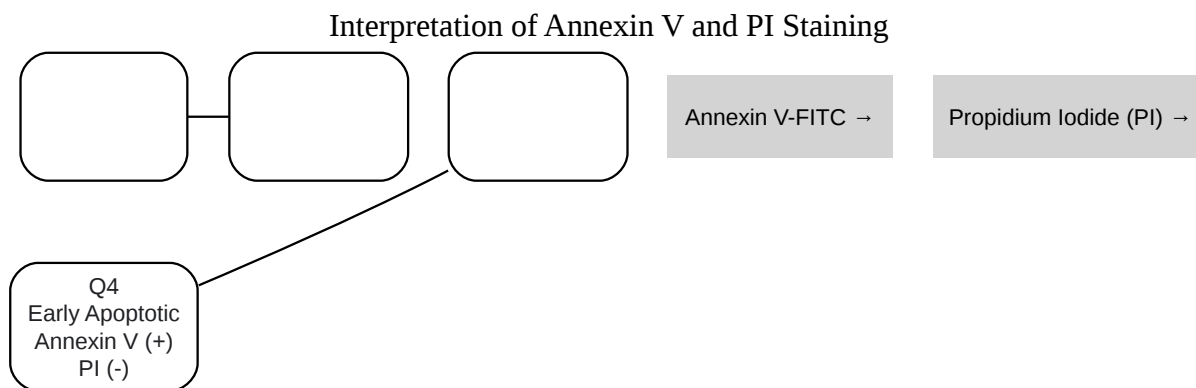 Interpretation of Annexin V and PI Staining
Annexin V-FITC →
Propidium Iodide (PI) →
Q4
Early Apoptotic
Annexin V (+)
PI (-)